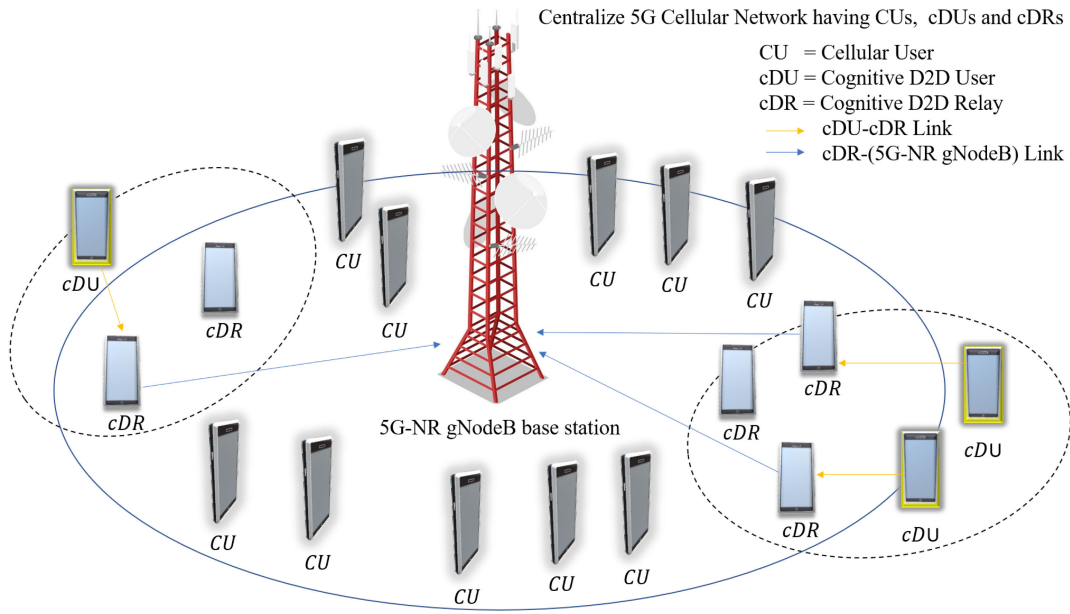 Centralize 5G Cellular Network having CUs, cDUs and cDRs
CU = Cellular User
cDU = Cognitive D2D User
cDR = Cognitive D2D Relay
cDU-cDR Link
cDR-(5G-NR gNodeB) Link
CU
CU
CU
CU
CU
cDU
cDR
cDR
cDR
cDR
cDU
5G-NR gNodeB base station
cDR
cDU
CU
CU
CU
CU
CU